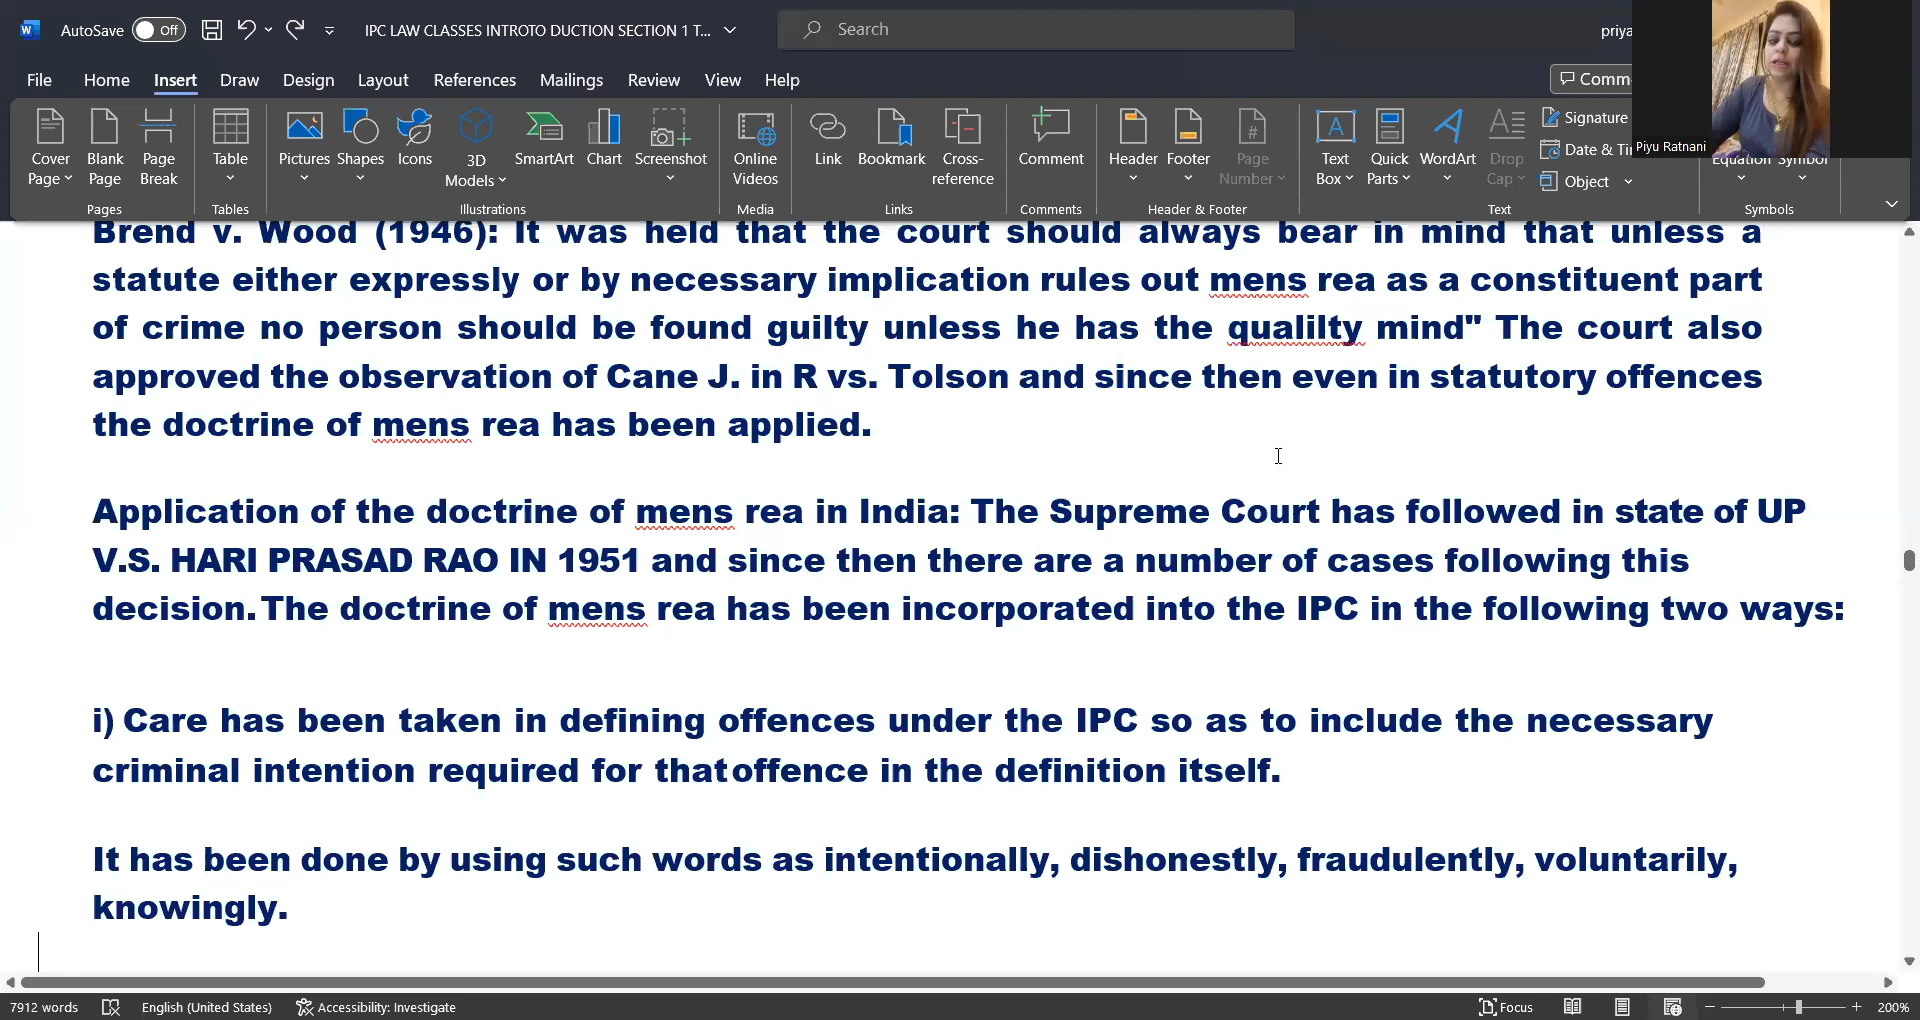 AutoSave Off IPC LAW CLASSES INTROTO DUCTION SECTION 1 T... Search priya
File Home Insert Draw Design Layout References Mailings Review View Help Comm
Cover Page Blank Page Page Break Table Pictures Shapes Icons 3D Models SmartArt Chart Screenshot Online Videos Link Bookmark Cross-reference Comment Header Footer Page Number Text Box Quick Parts WordArt Drop Cap Signature Date & Ti Object Equation Symbol
Piyu Ratnani
Pages Tables Illustrations Media Links Comments Header & Footer Text Symbols
Brend v. Wood (1946): It was held that the court should always bear in mind that unless a
statute either expressly or by necessary implication rules out mens rea as a constituent part
of crime no person should be found guilty unless he has the qualilty mind" The court also
approved the observation of Cane J. in R vs. Tolson and since then even in statutory offences
the doctrine of mens rea has been applied.
Application of the doctrine of mens rea in India: The Supreme Court has followed in state of UP
V.S. HARI PRASAD RAO IN 1951 and since then there are a number of cases following this
decision. The doctrine of mens rea has been incorporated into the IPC in the following two ways:
i) Care has been taken in defining offences under the IPC so as to include the necessary
criminal intention required for that offence in the definition itself.
It has been done by using such words as intentionally, dishonestly, fraudulently, voluntarily,
knowingly.
7912 words English (United States) Accessibility: Investigate Focus 200%